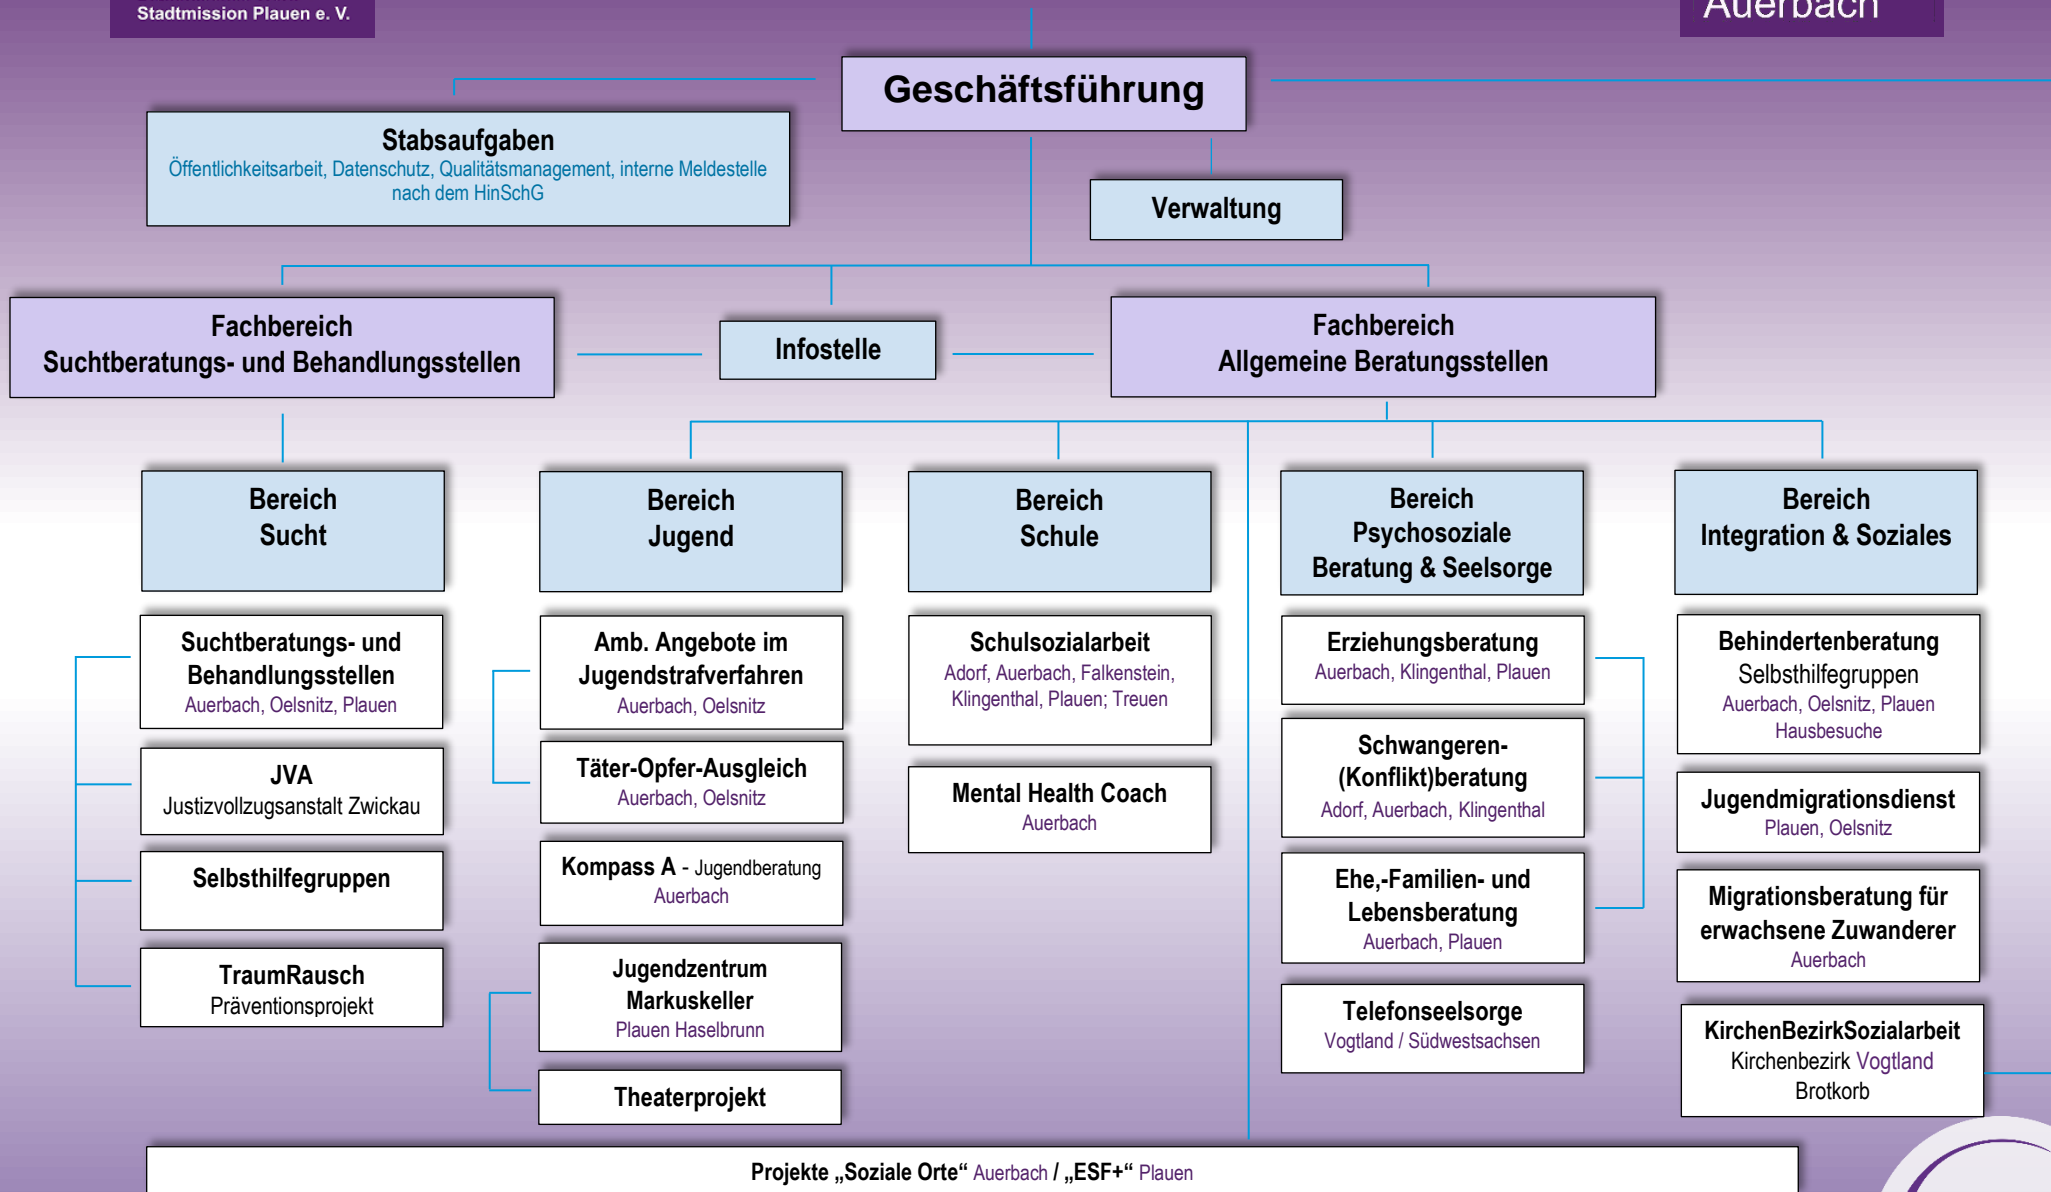 Stadtmission Plauen e. V.
Auerbach
Geschäftsführung
Stabsaufgaben
Öffentlichkeitsarbeit, Datenschutz, Qualitätsmanagement, interne Meldestelle
nach dem HinSchG
Verwaltung
Fachbereich
Suchtberatungs- und Behandlungsstellen
Infostelle
Fachbereich
Allgemeine Beratungsstellen
Bereich
Sucht
Suchtberatungs- und
Behandlungsstellen
Auerbach, Oelsnitz, Plauen
JVA
Justizvollzugsanstalt Zwickau
Selbsthilfegruppen
TraumRausch
Präventionsprojekt
Bereich
Jugend
Amb. Angebote im
Jugendstrafverfahren
Auerbach, Oelsnitz
Täter-Opfer-Ausgleich
Auerbach, Oelsnitz
Kompass A - Jugendberatung
Auerbach
Jugendzentrum
Markuskeller
Plauen Haselbrunn
Theaterprojekt
Bereich
Schule
Schulsozialarbeit
Adorf, Auerbach, Falkenstein,
Klingenthal, Plauen; Treuen
Mental Health Coach
Auerbach
Bereich
Psychosoziale
Beratung & Seelsorge
Erziehungsberatung
Auerbach, Klingenthal, Plauen
Schwangeren-
(Konflikt)beratung
Adorf, Auerbach, Klingenthal
Ehe,-Familien- und
Lebensberatung
Auerbach, Plauen
Telefonseelsorge
Vogtland / Südwestsachsen
Bereich
Integration & Soziales
Behindertenberatung
Selbsthilfegruppen
Auerbach, Oelsnitz, Plauen
Hausbesuche
Jugendmigrationsdienst
Plauen, Oelsnitz
Migrationsberatung für
erwachsene Zuwanderer
Auerbach
KirchenBezirkSozialarbeit
Kirchenbezirk Vogtland
Brotkorb
Projekte „Soziale Orte“ Auerbach / „ESF+“ Plauen